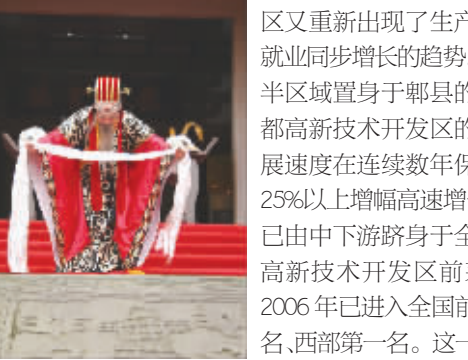 区又重新出现了生产
就业同步增长的趋势
半区域置身于郫县的
都高新技术开发区的
展速度在连续数年保
25%以上增幅高速增
已由中下游跻身于全
高新技术开发区前
2006年已进入全国前
名、西部第一名。这一